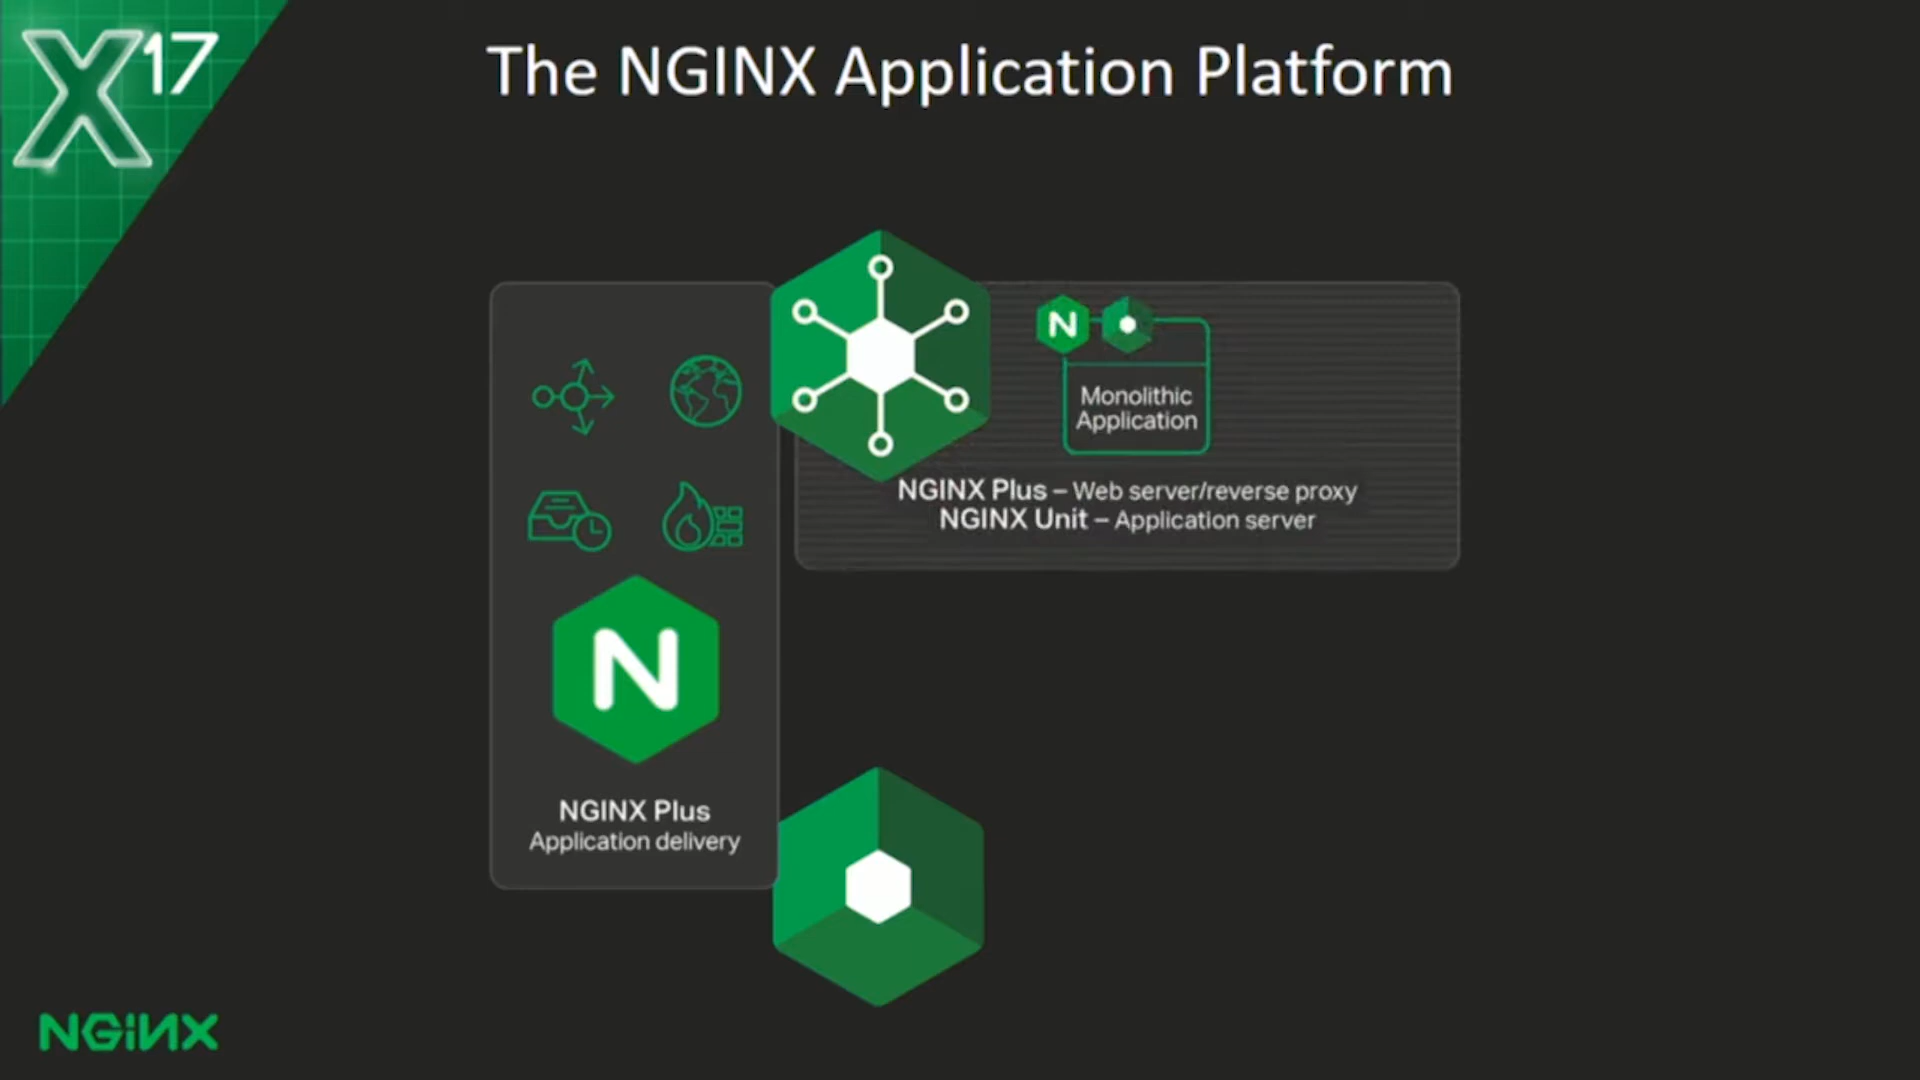 X17
The NGINX Application Platform
N
Monolithic
Application
NGINX Plus – Web server/reverse proxy
NGINX Unit – Application server
N
NGINX Plus
Application delivery
NGINX